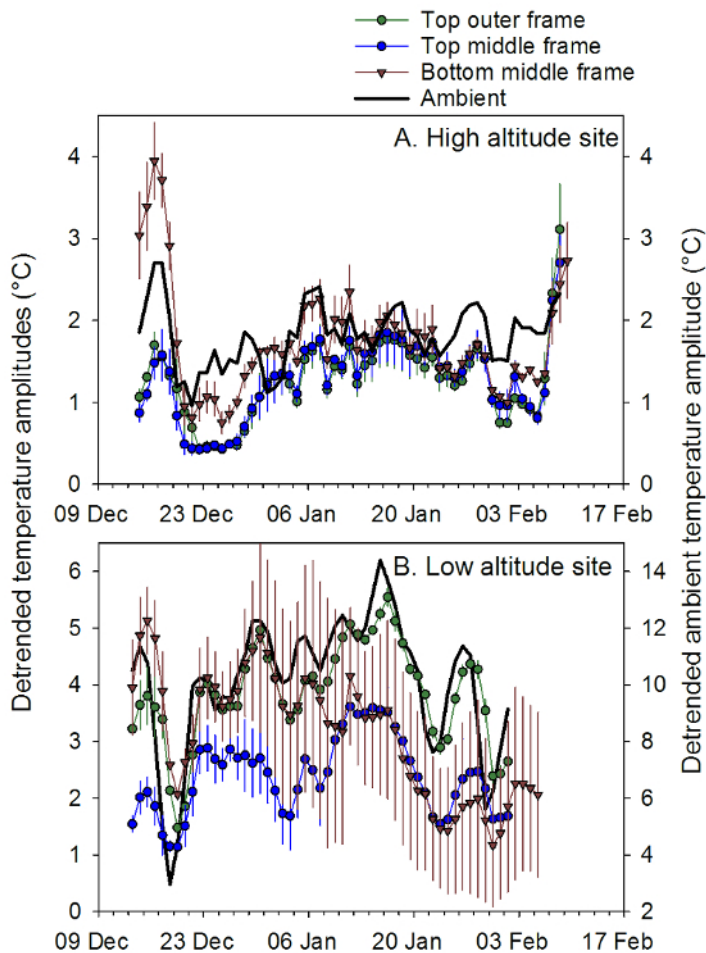 Top outer frame
Top middle frame
Bottom middle frame
Ambient
A. High altitude site
4
3
2
1
0
4
3
2
1
0
09 Dec 23 Dec 06 Jan 20 Jan 03 Feb 17 Feb
Detrended temperature amplitudes (°C)
Detrended ambient temperature amplitude (°C)
B. Low altitude site
6
5
4
3
2
1
0
14
12
10
8
6
4
2
09 Dec 23 Dec 06 Jan 20 Jan 03 Feb 17 Feb